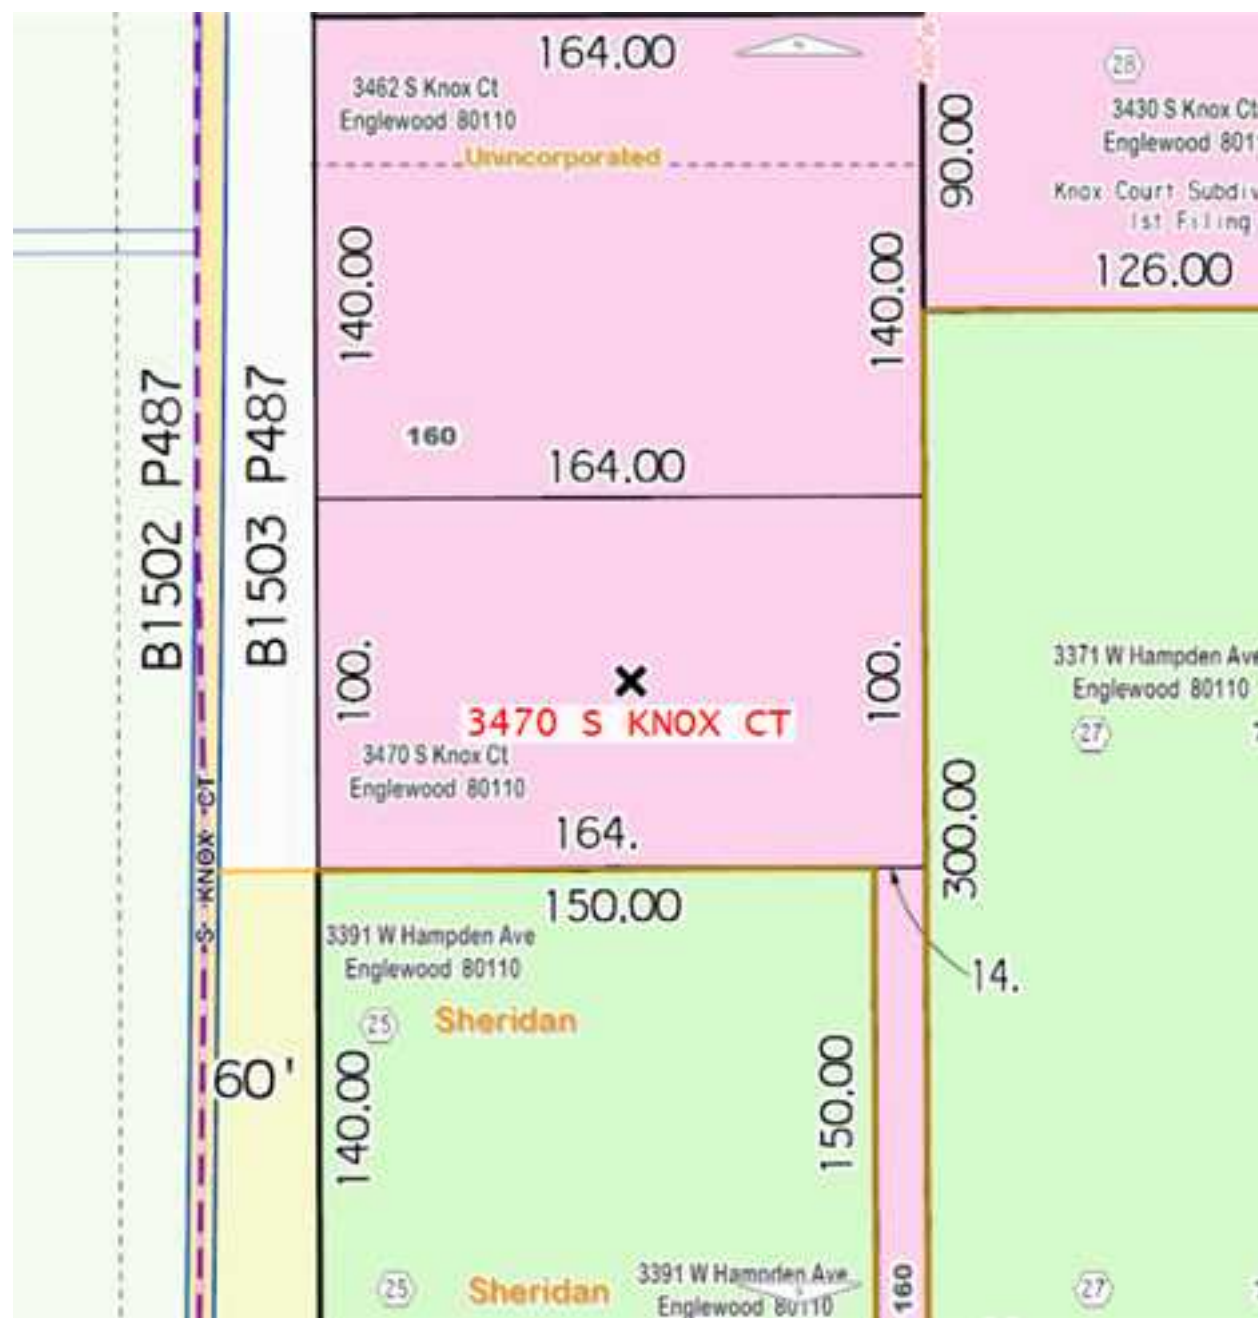 164.00
3462 S Knox Ct
Englewood 80110
Unincorporated
90.00
28
3430 S Knox Ct
Englewood 801
Knox Court Subdiv
1st Filing
126.00
140.00
140.00
160
164.00
B1502 P487
B1503 P487
100.
100.
3470 S KNOX CT
3470 S Knox Ct
Englewood 80110
164.
3371 W Hampden Ave
Englewood 80110
27
300.00
S KNOX CT
150.00
3391 W Hampden Ave
Englewood 80110
14.
25
Sheridan
60'
140.00
150.00
25
Sheridan
3391 W Hampden Ave
Englewood 80110
160
27